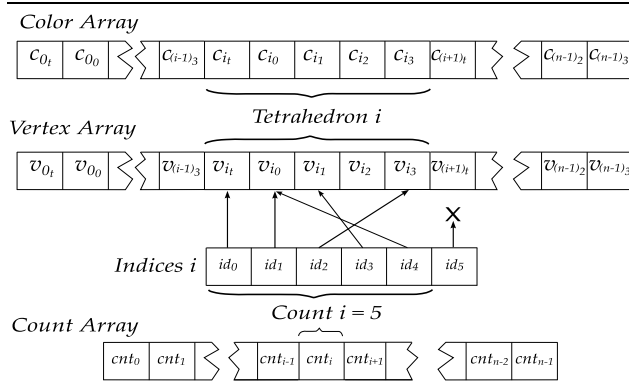 Color Array
c₀ₜ c₀₀ c₍ᵢ₋₁₎₃ cᵢₜ cᵢ₀ cᵢ₁ cᵢ₂ cᵢ₃ c₍ᵢ₊₁₎ₜ c₍ₙ₋₁₎₂ c₍ₙ₋₁₎₃
Tetrahedron i
Vertex Array
v₀ₜ v₀₀ v₍ᵢ₋₁₎₃ vᵢₜ vᵢ₀ vᵢ₁ vᵢ₂ vᵢ₃ v₍ᵢ₊₁₎ₜ v₍ₙ₋₁₎₂ v₍ₙ₋₁₎₃
X
Indices i id₀ id₁ id₂ id₃ id₄ id₅
Count i = 5
Count Array
cnt₀ cnt₁ cntᵢ₋₁ cntᵢ cntᵢ₊₁ cntₙ₋₂ cntₙ₋₁